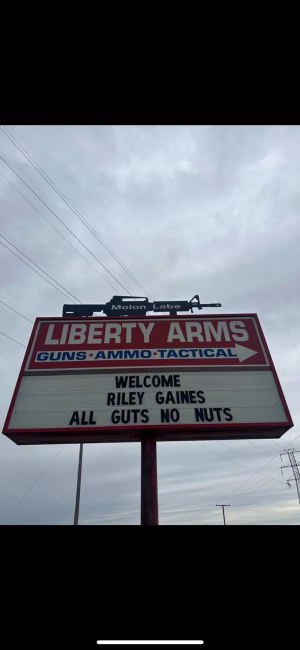 Molon Labe
LIBERTY ARMS
GUNS•AMMO•TACTICAL
WELCOME
RILEY GAINES
ALL GUTS NO NUTS